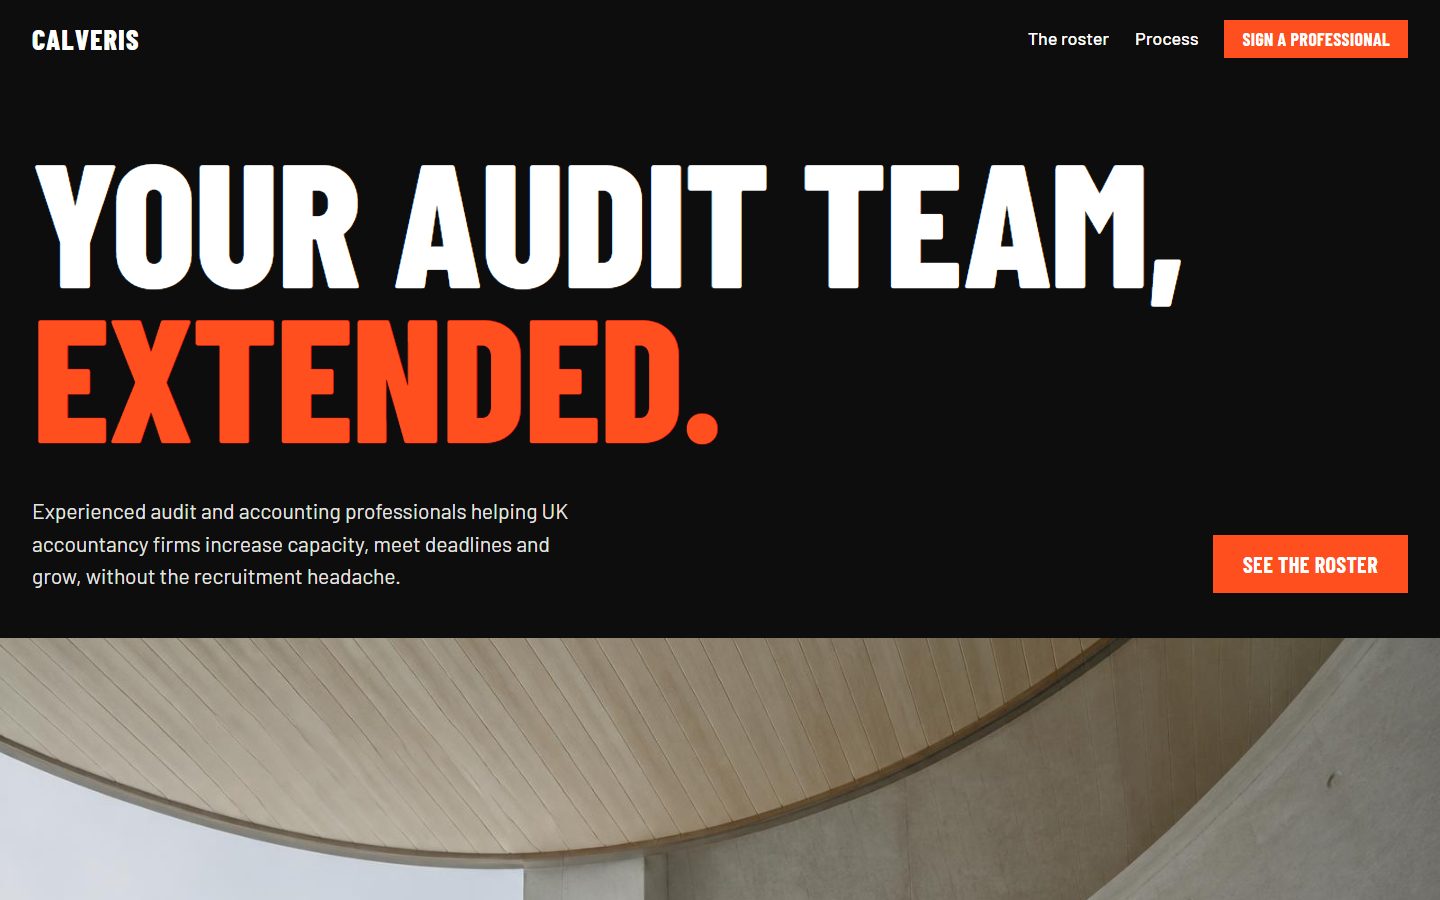 CALVERIS
The roster
Process
SIGN A PROFESSIONAL
YOUR AUDIT TEAM,
EXTENDED.
Experienced audit and accounting professionals helping UK
accountancy firms increase capacity, meet deadlines and
grow, without the recruitment headache.
SEE THE ROSTER